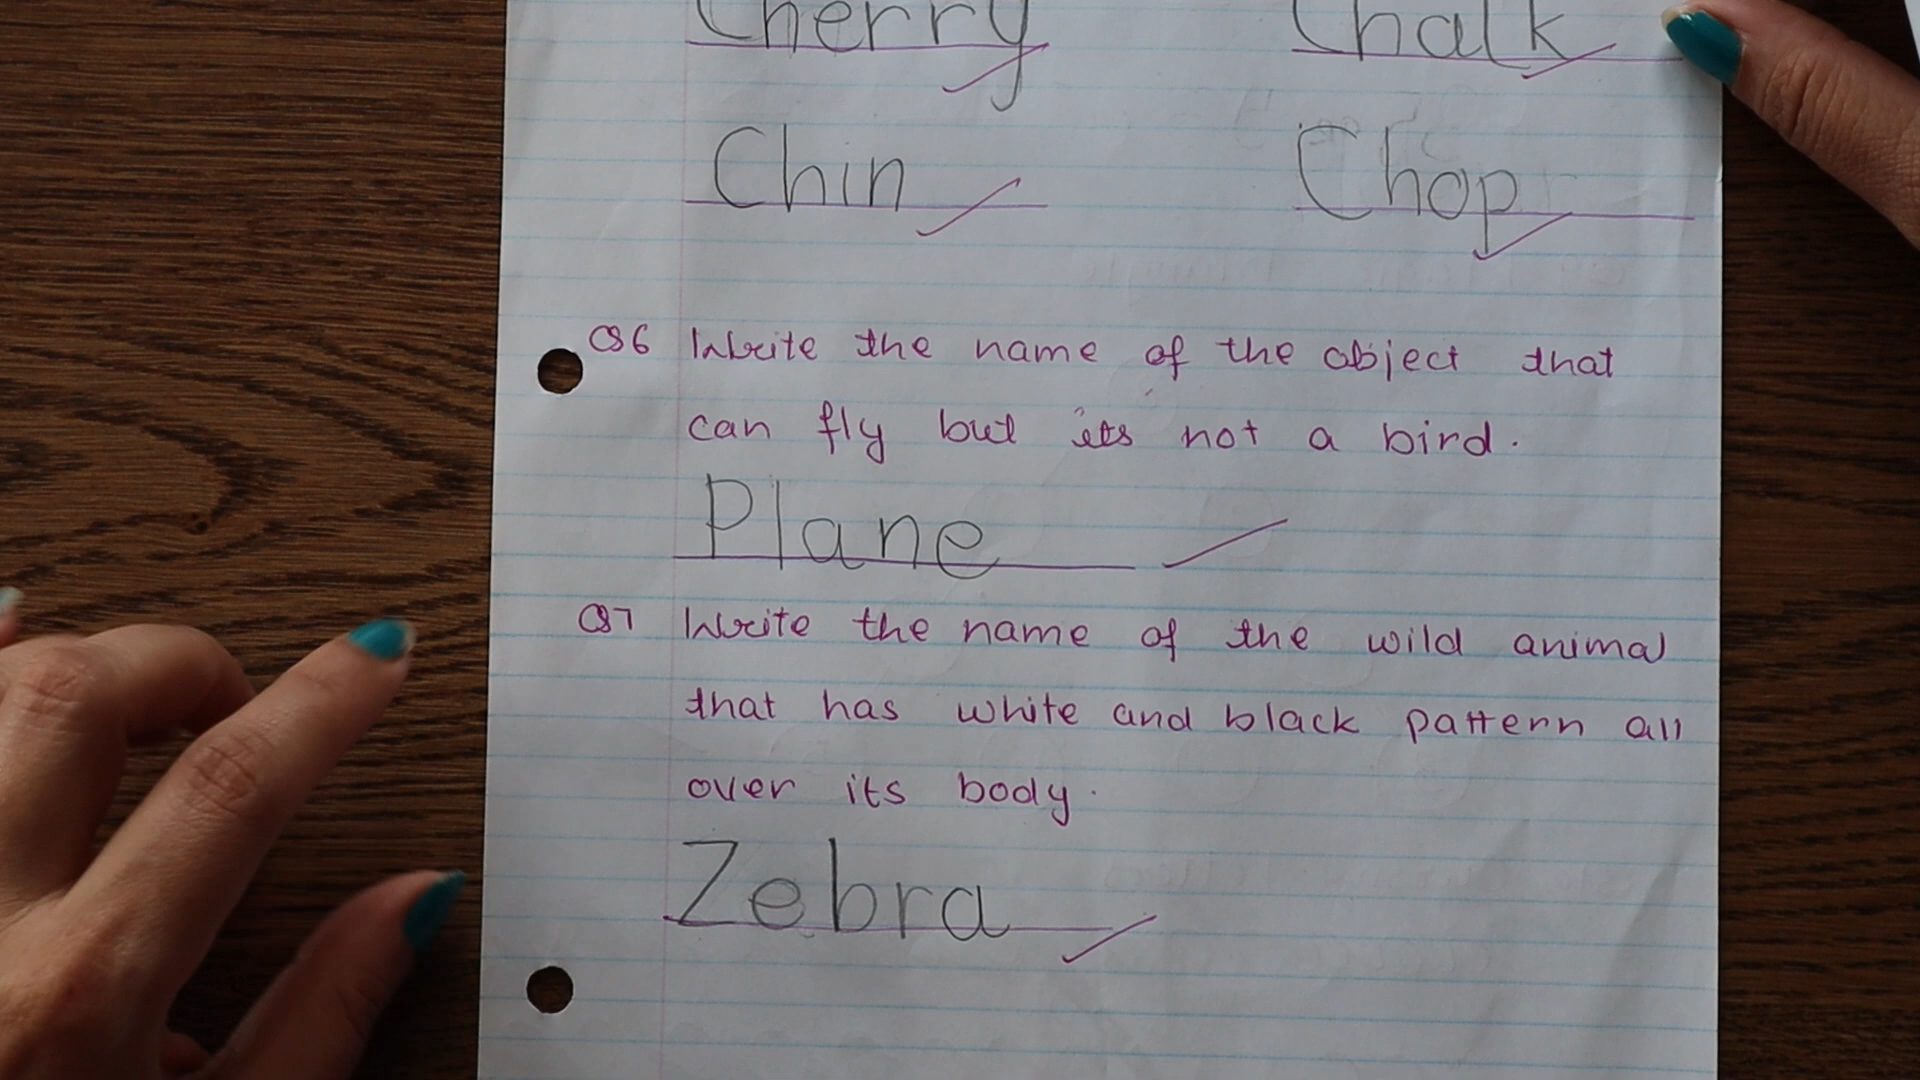 Cherry Chalk
Chin Chop
Q6 Write the name of the object that
can fly but its not a bird.
Plane
Q7 Write the name of the wild animal
that has white and black pattern all
over its body.
Zebra